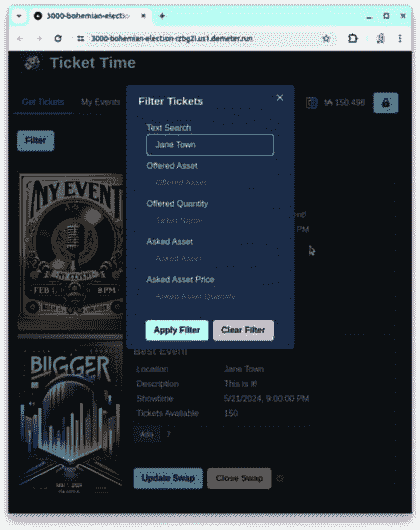 3000-bohemian-electio
3000-bohemian-election-rzbg2l.us1.demeter.run
Ticket Time
Get Tickets
My Events
150.496
Filter
Filter Tickets
Text Search
Jane Town
Offered Asset
Offered Asset
Offered Quantity
Ticket Name
Asked Asset
Asked Asset
Asked Asset Price
Asked Asset Quantity
Apply Filter
Clear Filter
MY EVENT
FEB 1,
8PM
PM
BIIGGER
Best Event
Location
Jane Town
Description
This is it!
Showtime
5/21/2024, 9:00:00 PM
Tickets Available
150
Ada
7
Update Swap
Close Swap